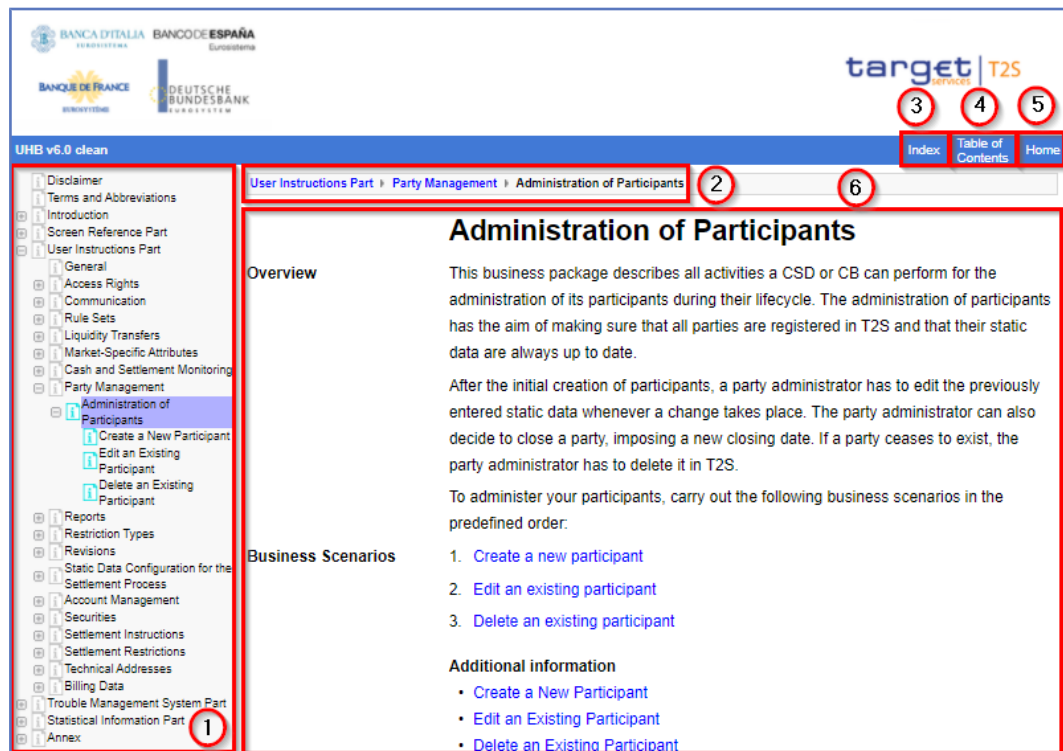 BANCA D'ITALIA
EUROSISTEMA
BANCODEESPAÑA
Eurosistema
BANQUE DE FRANCE
EUROSYSTÈME
DEUTSCHE
BUNDESBANK
EUROSYSTEM
target | T2S
services
3
4
5
UHB v6.0 clean
Index
Table of
Contents
Home
Disclaimer
Terms and Abbreviations
Introduction
Screen Reference Part
User Instructions Part
General
Access Rights
Communication
Rule Sets
Liquidity Transfers
Market-Specific Attributes
Cash and Settlement Monitoring
Party Management
Administration of
Participants
Create a New Participant
Edit an Existing
Participant
Delete an Existing
Participant
Reports
Restriction Types
Revisions
Static Data Configuration for the
Settlement Process
Account Management
Securities
Settlement Instructions
Settlement Restrictions
Technical Addresses
Billing Data
Trouble Management System Part
Statistical Information Part
Annex
1
User Instructions Part Party Management Administration of Participants
2
6
Administration of Participants
Overview
This business package describes all activities a CSD or CB can perform for the
administration of its participants during their lifecycle. The administration of participants
has the aim of making sure that all parties are registered in T2S and that their static
data are always up to date.
After the initial creation of participants, a party administrator has to edit the previously
entered static data whenever a change takes place. The party administrator can also
decide to close a party, imposing a new closing date. If a party ceases to exist, the
party administrator has to delete it in T2S.
To administer your participants, carry out the following business scenarios in the
predefined order:
Business Scenarios
1. Create a new participant
2. Edit an existing participant
3. Delete an existing participant
Additional information
• Create a New Participant
• Edit an Existing Participant
• Delete an Existing Participant